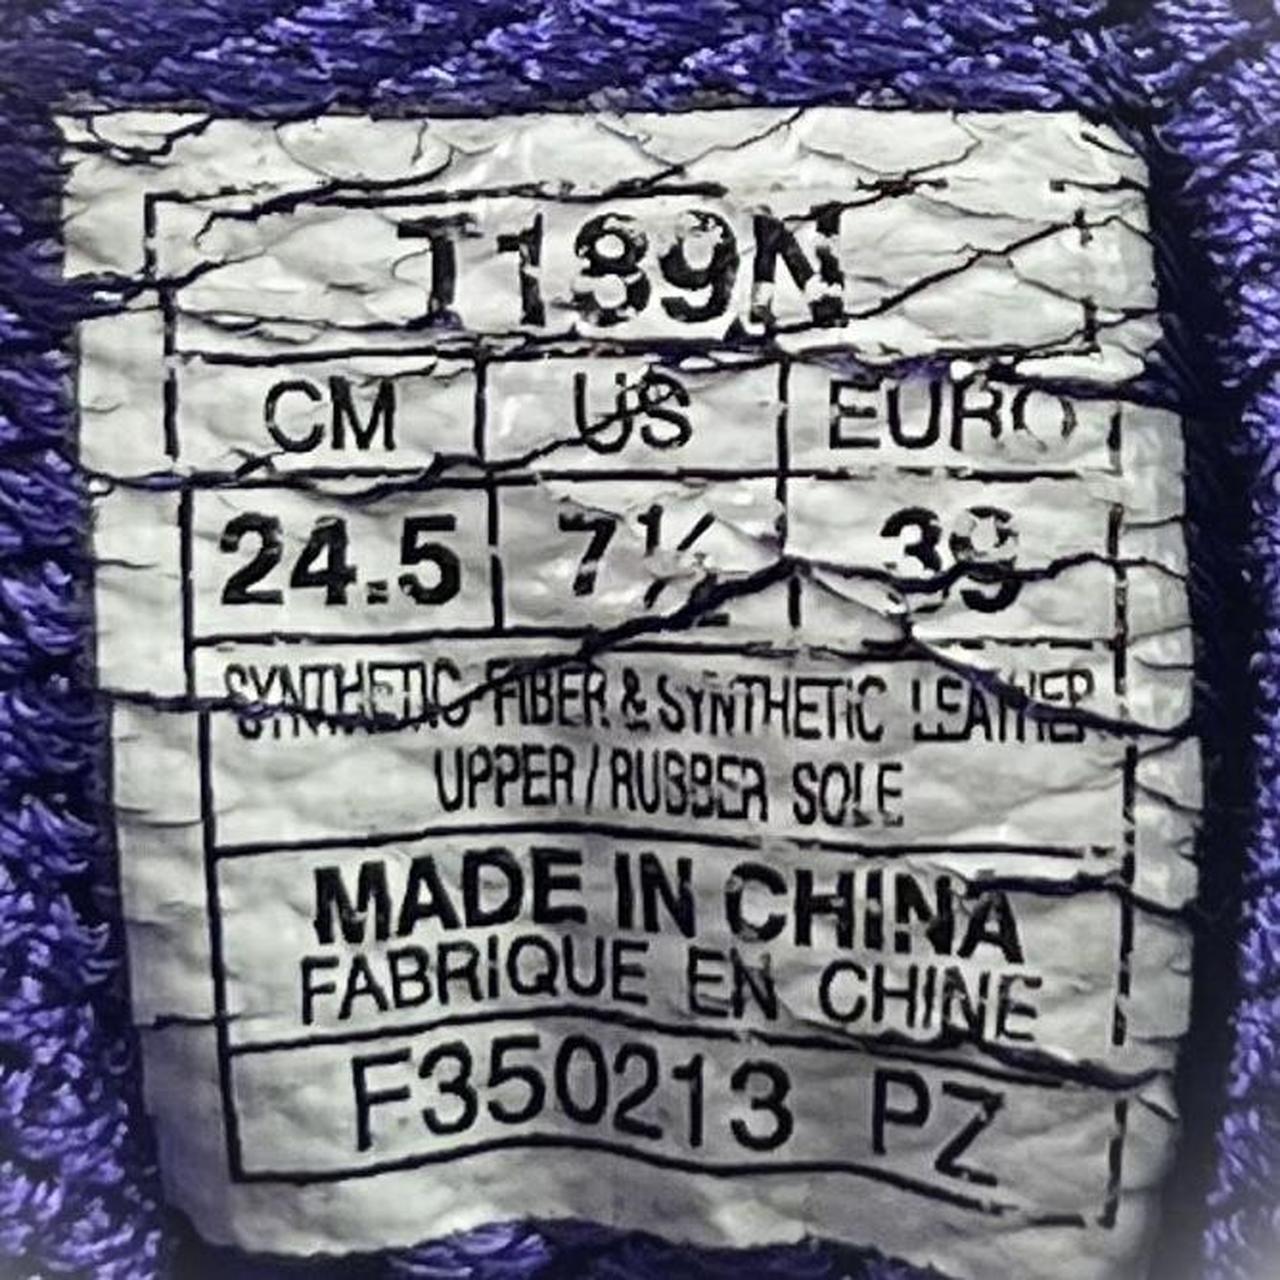 T189N
CM US EURO
24.5 7½ 39
SYNTHETIC FIBER & SYNTHETIC LEATHER
UPPER / RUBBER SOLE
MADE IN CHINA
FABRIQUE EN CHINE
F350213 PZ